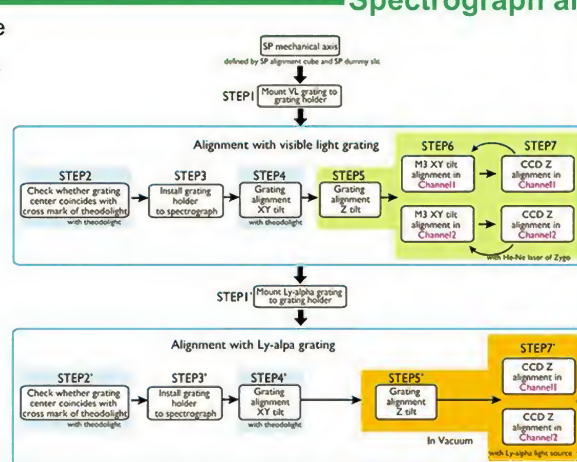 Spectrograph a
e
SP mechanical axis
defined by SP alignment cube and SP dummy slit
STEP1
Mount VL grating to
grating holder
Alignment with visible light grating
STEP2
Check whether grating
center coincides with
cross mark of theodolight
with theodolight
STEP3
Install grating
holder
to spectrograph
STEP4
Grating
alignment
XY tilt
with theodolight
STEP5
Grating
alignment
Z tilt
STEP6
M3 XY tilt
alignment in
Channel1
M3 XY tilt
alignment in
Channel2
STEP7
CCD Z
alignment in
Channel1
CCD Z
alignment in
Channel2
with He-Ne laser of Zygo
STEP1'
Mount Ly-alpha grating
to grating holder
Alignment with Ly-alpa grating
STEP2'
Check whether grating
center coincides with
cross mark of theodolight
with theodolight
STEP3'
Install grating
holder
to spectrograph
STEP4'
Grating
alignment
XY tilt
with theodolight
STEP5'
Grating
alignment
Z tilt
In Vacuum
STEP7'
CCD Z
alignment in
Channel1
CCD Z
alignment in
Channel2
with Ly-alpha light source